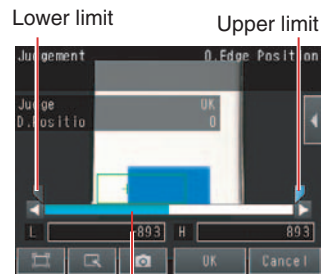 Lower limit
Upper limit
Judgement 0.Edge Position
Judge OK
D.Positio 0
L -893 H 893
OK Cancel